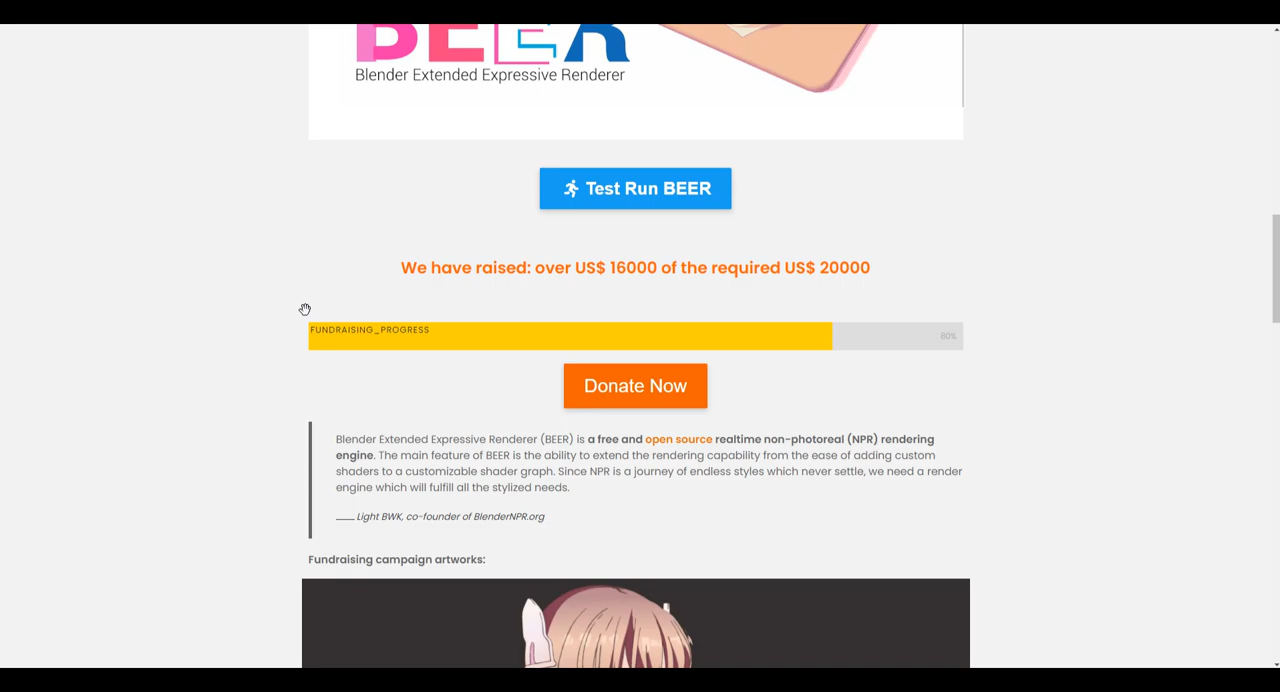 BEER
Blender Extended Expressive Renderer
Test Run BEER
We have raised: over US$ 16000 of the required US$ 20000
FUNDRAISING_PROGRESS
80%
Donate Now
Blender Extended Expressive Renderer (BEER) is a free and open source realtime non-photoreal (NPR) rendering
engine. The main feature of BEER is the ability to extend the rendering capability from the ease of adding custom
shaders to a customizable shader graph. Since NPR is a journey of endless styles which never settle, we need a render
engine which will fulfill all the stylized needs.
____ Light BWK, co-founder of BlenderNPR.org
Fundraising campaign artworks: